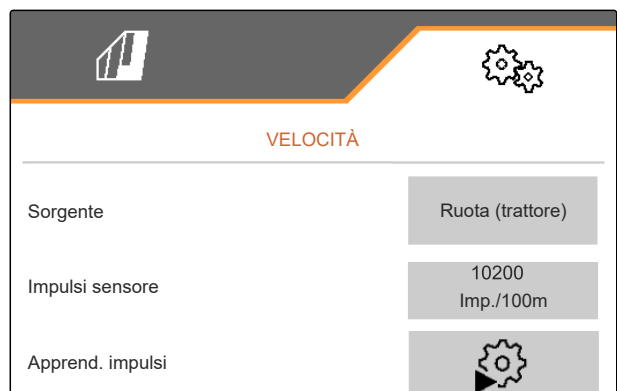 VELOCITÀ
Sorgente
Ruota (trattore)
Impulsi sensore
10200
Imp./100m
Apprend. impulsi